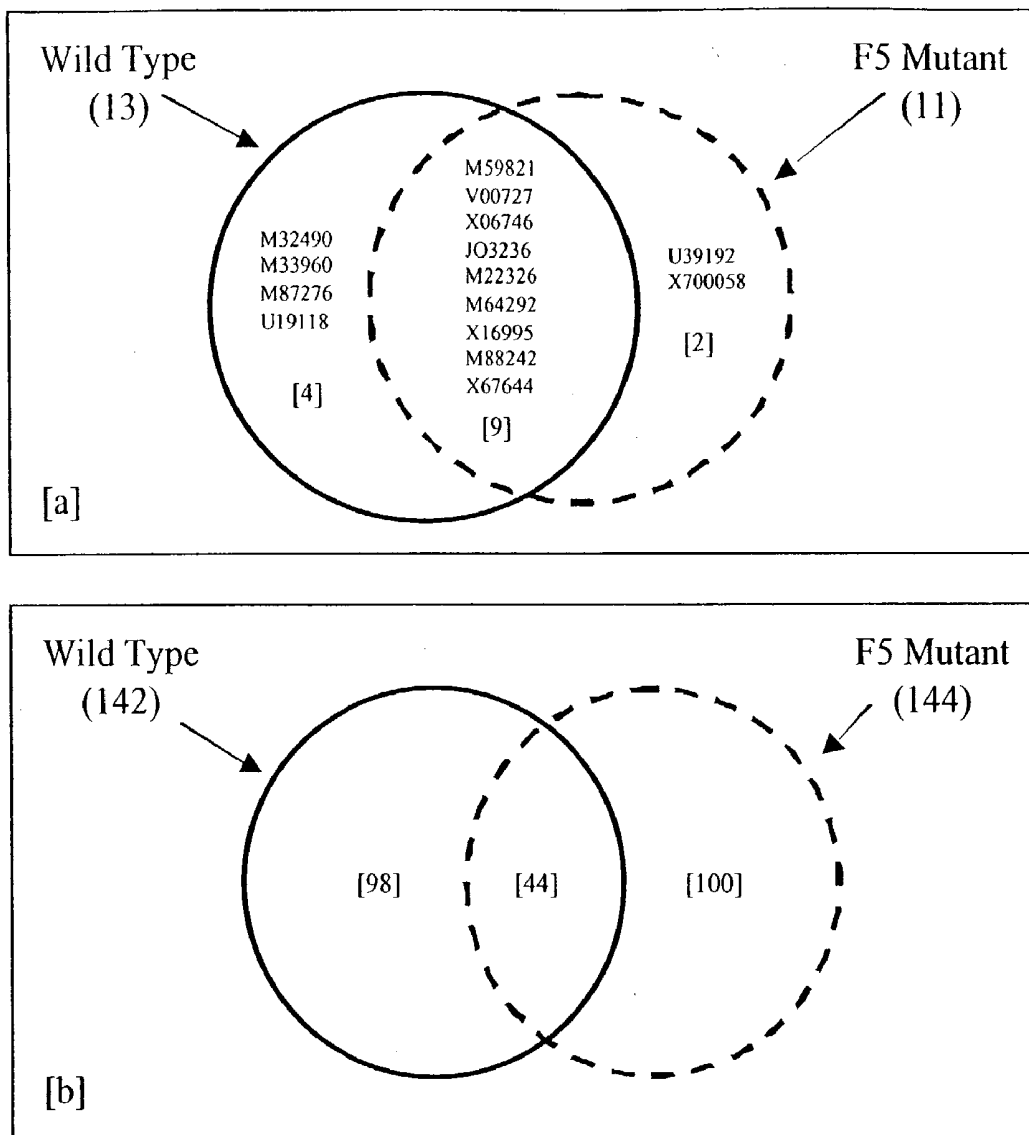 Wild Type
(13)
F5 Mutant
(11)
M32490
M33960
M87276
U19118
[4]
M59821
V00727
X06746
JO3236
M22326
M64292
X16995
M88242
X67644
[9]
U39192
X700058
[2]
[a]
Wild Type
(142)
F5 Mutant
(144)
[98]
[44]
[100]
[b]